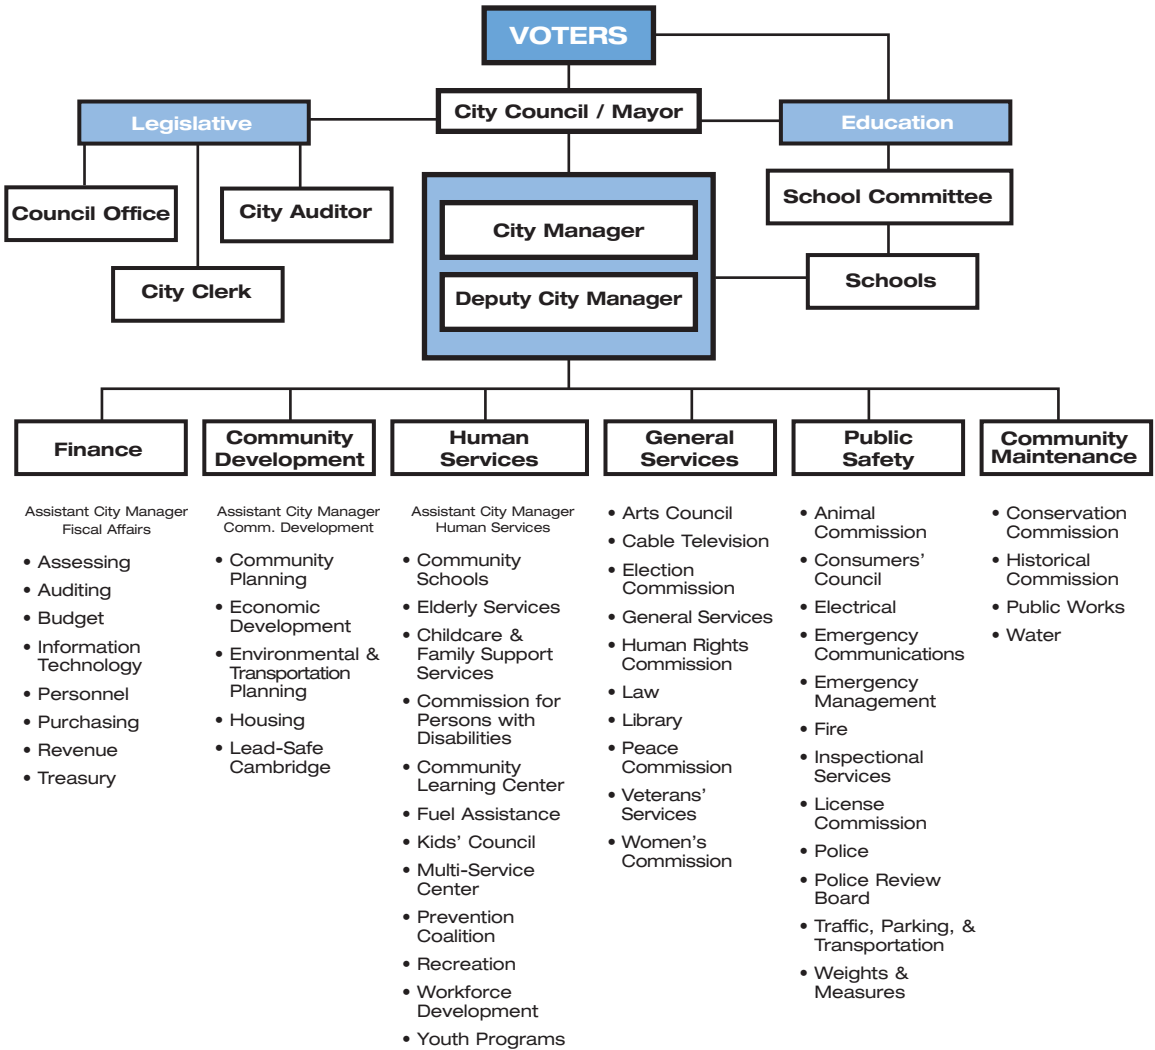 VOTERS
City Council / Mayor
Legislative
Education
Council Office
City Auditor
City Clerk
City Manager
Deputy City Manager
School Committee
Schools
Finance
Assistant City Manager
Fiscal Affairs
• Assessing
• Auditing
• Budget
• Information
Technology
• Personnel
• Purchasing
• Revenue
• Treasury
Community
Development
Assistant City Manager
Comm. Development
• Community
Planning
• Economic
Development
• Environmental &
Transportation
Planning
• Housing
• Lead-Safe
Cambridge
Human
Services
Assistant City Manager
Human Services
• Community
Schools
• Elderly Services
• Childcare &
Family Support
Services
• Commission for
Persons with
Disabilities
• Community
Learning Center
• Fuel Assistance
• Kids’ Council
• Multi-Service
Center
• Prevention
Coalition
• Recreation
• Workforce
Development
• Youth Programs
General
Services
• Arts Council
• Cable Television
• Election
Commission
• General Services
• Human Rights
Commission
• Law
• Library
• Peace
Commission
• Veterans’
Services
• Women’s
Commission
Public
Safety
• Animal
Commission
• Consumers’
Council
• Electrical
• Emergency
Communications
• Emergency
Management
• Fire
• Inspectional
Services
• License
Commission
• Police
• Police Review
Board
• Traffic, Parking, &
Transportation
• Weights &
Measures
Community
Maintenance
• Conservation
Commission
• Historical
Commission
• Public Works
• Water